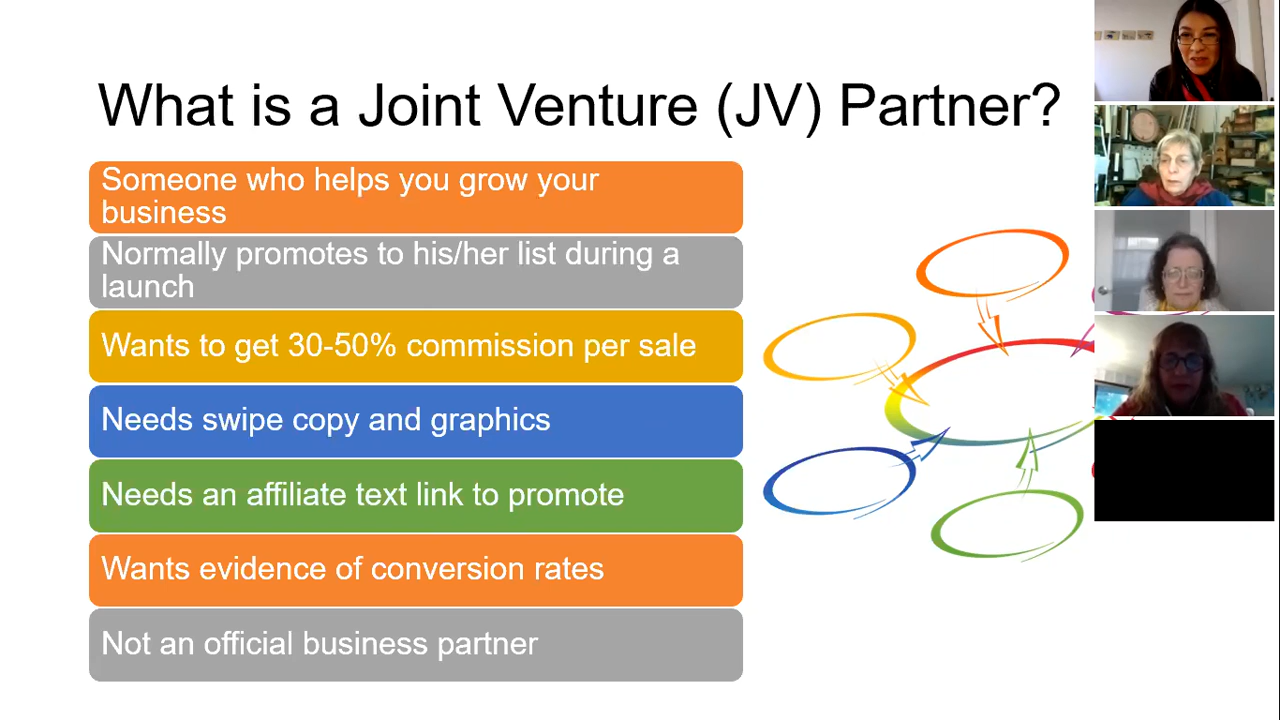 What is a Joint Venture (JV) Partner?
Someone who helps you grow your
business
Normally promotes to his/her list during a
launch
Wants to get 30-50% commission per sale
Needs swipe copy and graphics
Needs an affiliate text link to promote
Wants evidence of conversion rates
Not an official business partner